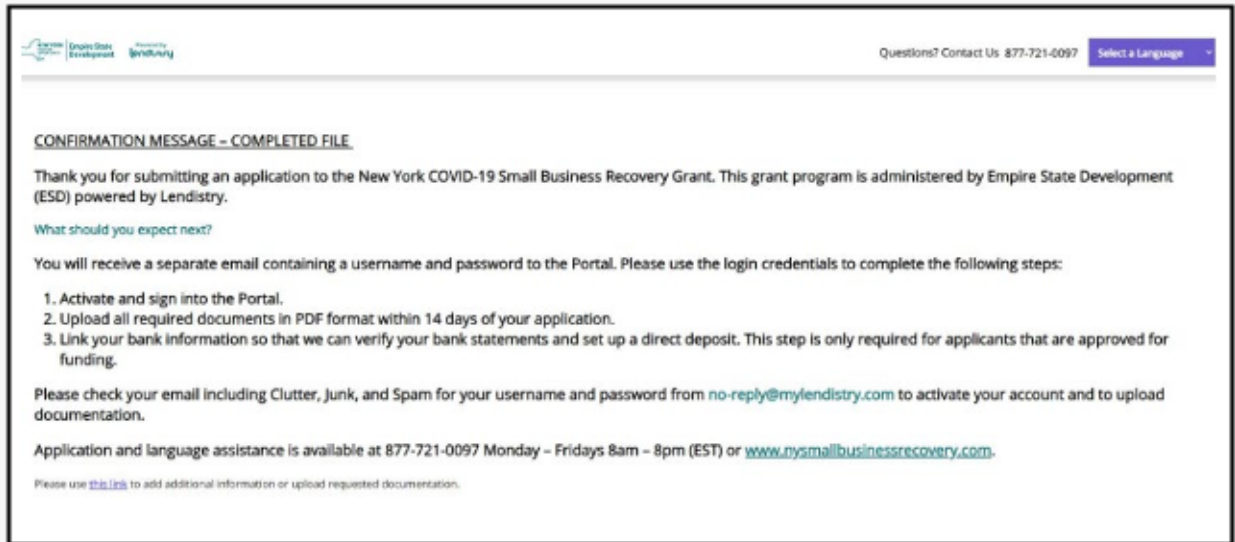 Empire State
Development
Powered by
lendistry
Questions? Contact Us 877-721-0097
Select a Language
CONFIRMATION MESSAGE – COMPLETED FILE
Thank you for submitting an application to the New York COVID-19 Small Business Recovery Grant. This grant program is administered by Empire State Development
(ESD) powered by Lendistry.
What should you expect next?
You will receive a separate email containing a username and password to the Portal. Please use the login credentials to complete the following steps:
1. Activate and sign into the Portal.
2. Upload all required documents in PDF format within 14 days of your application.
3. Link your bank information so that we can verify your bank statements and set up a direct deposit. This step is only required for applicants that are approved for
funding.
Please check your email including Clutter, Junk, and Spam for your username and password from no-reply@mylendistry.com to activate your account and to upload
documentation.
Application and language assistance is available at 877-721-0097 Monday – Fridays 8am – 8pm (EST) or www.nysmallbusinessrecovery.com.
Please use this link to add additional information or upload requested documentation.